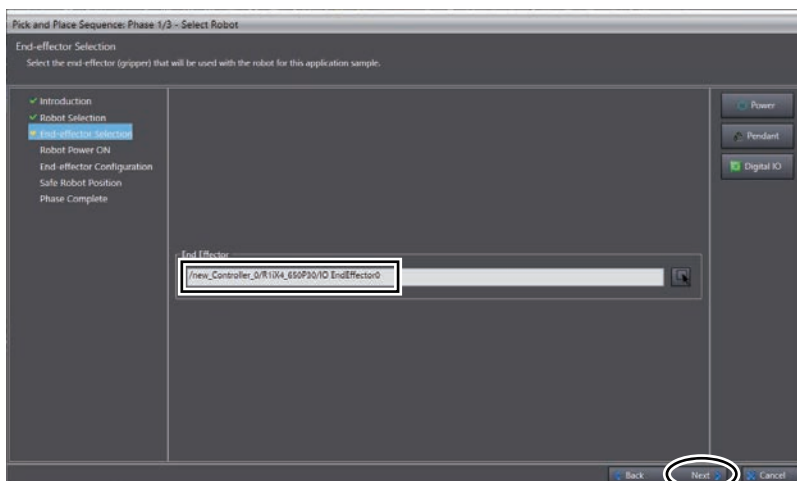 Pick and Place Sequence: Phase 1/3 - Select Robot
End-effector Selection
Select the end-effector (gripper) that will be used with the robot for this application sample.
Introduction
Robot Selection
End-effector Selection
Robot Power ON
End-effector Configuration
Safe Robot Position
Phase Complete
Power
Pendant
Digital IO
End Effector
/new_Controller_0/R1iX4_650P30/IO EndEffector0
Back
Next
Cancel